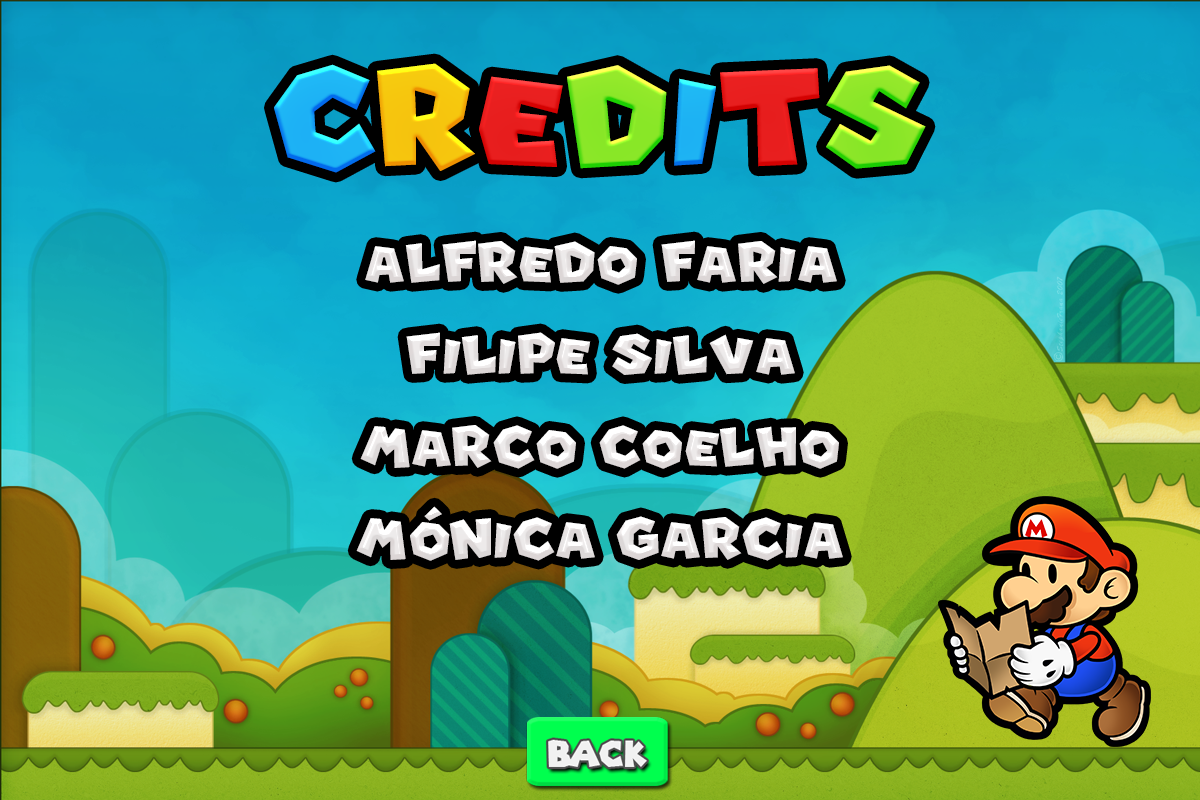 CREDITS
ALFREDO FARIA
FILIPE SILVA
MARCO COELHO
MÓNICA GARCIA
M
BACK